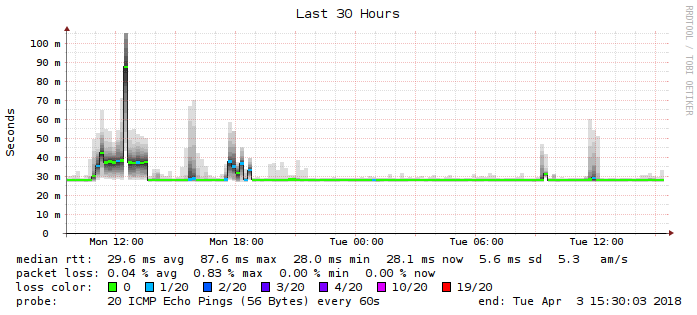 Last 30 Hours
RRDTOOL / TOBI OETIKER
Seconds
100 m
90 m
80 m
70 m
60 m
50 m
40 m
30 m
20 m
10 m
0
Mon 12:00 Mon 18:00 Tue 00:00 Tue 06:00 Tue 12:00
median rtt: 29.6 ms avg 87.6 ms max 28.0 ms min 28.1 ms now 5.6 ms sd 5.3 am/s
packet loss: 0.04 % avg 0.83 % max 0.00 % min 0.00 % now
loss color: 0 1/20 2/20 3/20 4/20 10/20 19/20
probe: 20 ICMP Echo Pings (56 Bytes) every 60s end: Tue Apr 3 15:30:03 2018